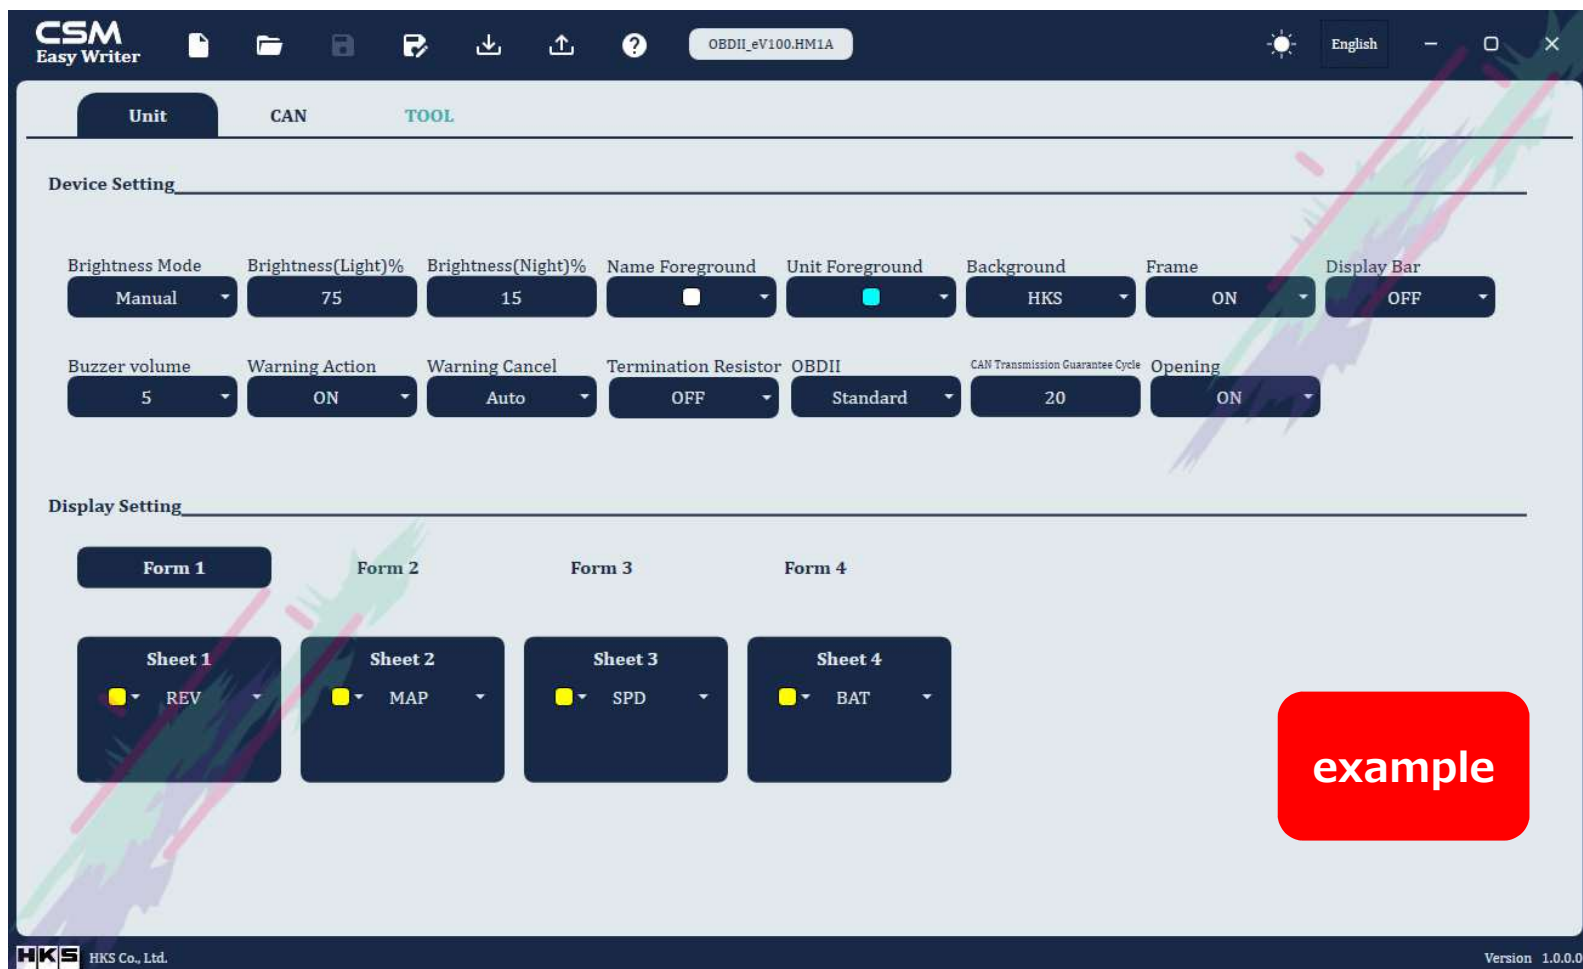 CSM
Easy Writer
OBDII_eV100.HM1A
English
Unit CAN TOOL
Device Setting
Brightness Mode Brightness(Light)% Brightness(Night)% Name Foreground Unit Foreground Background Frame Display Bar
Manual 75 15 HKS ON OFF
Buzzer volume Warning Action Warning Cancel Termination Resistor OBDII CAN Transmission Guarantee Cycle Opening
5 ON Auto OFF Standard 20 ON
Display Setting
Form 1 Form 2 Form 3 Form 4
Sheet 1 Sheet 2 Sheet 3 Sheet 4
REV MAP SPD BAT
example
HKS HKS Co., Ltd. Version 1.0.0.0